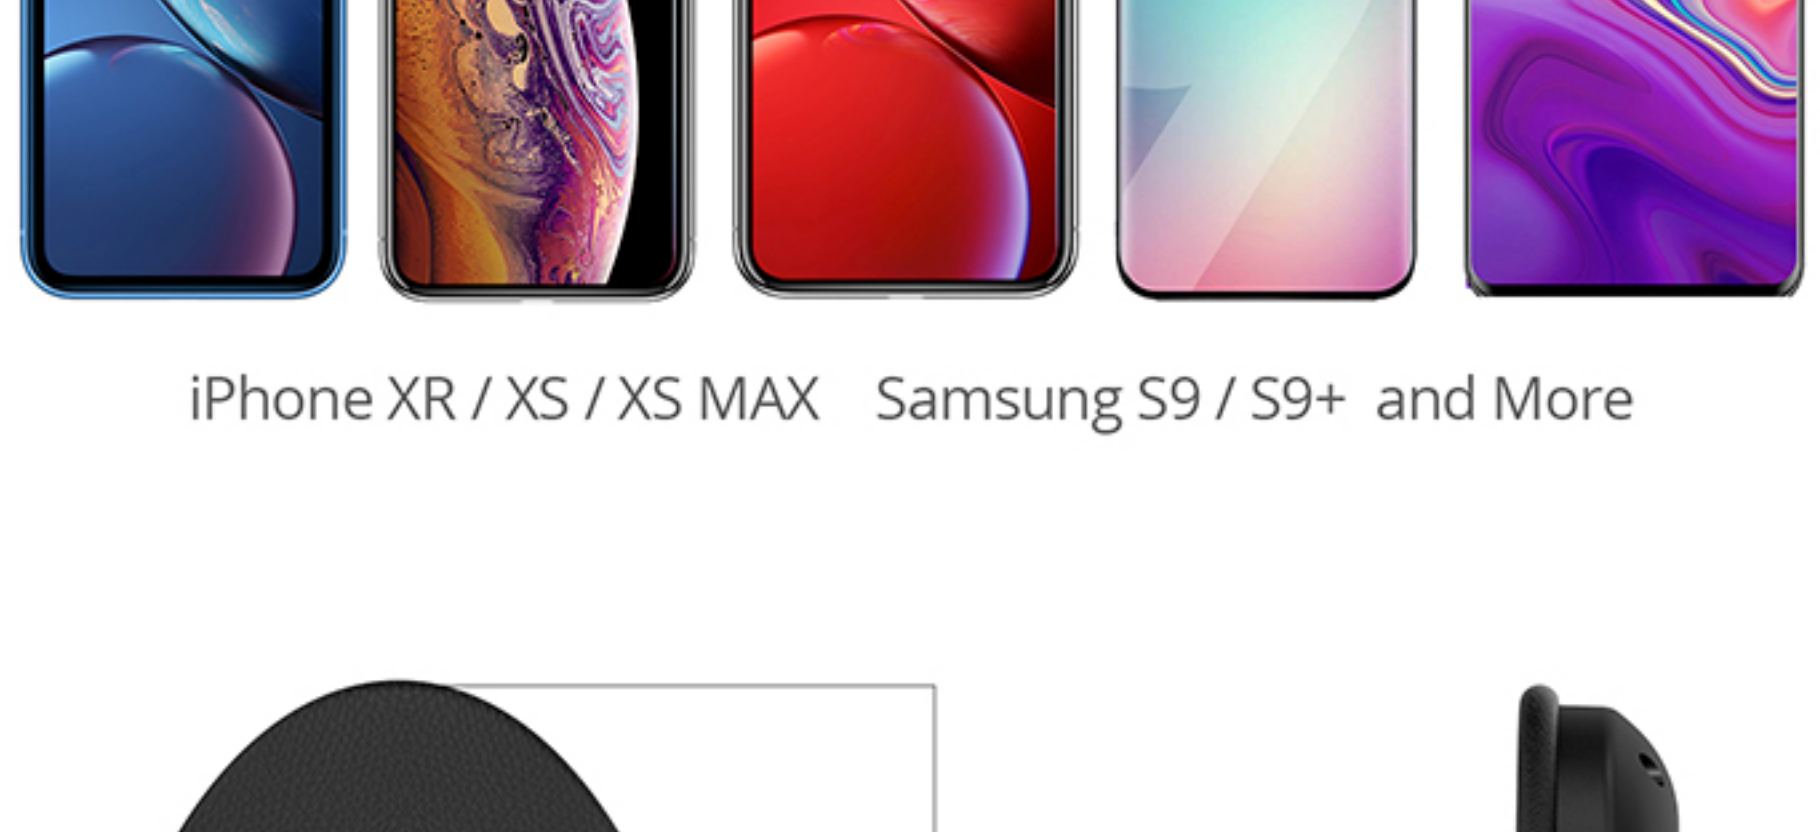 iPhone XR / XS / XS MAX Samsung S9 / S9+ and More